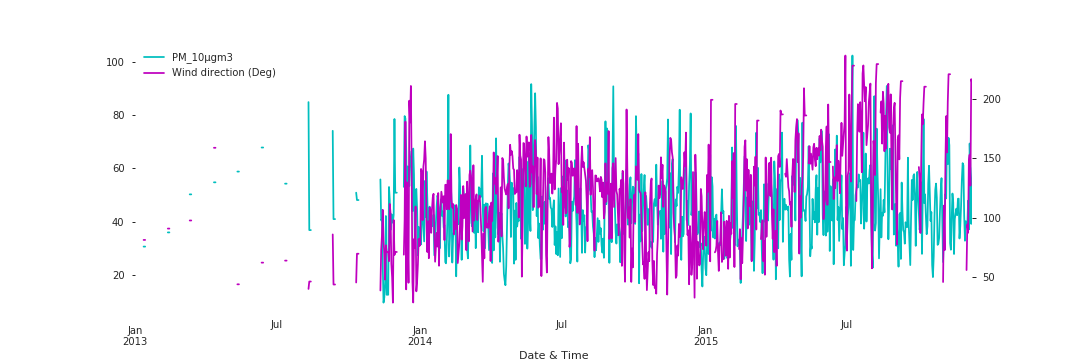 PM_10µgm3
Wind direction (Deg)
100
80
60
40
20
200
150
100
50
Jan
2013
Jul
Jan
2014
Jul
Jan
2015
Jul
Date & Time